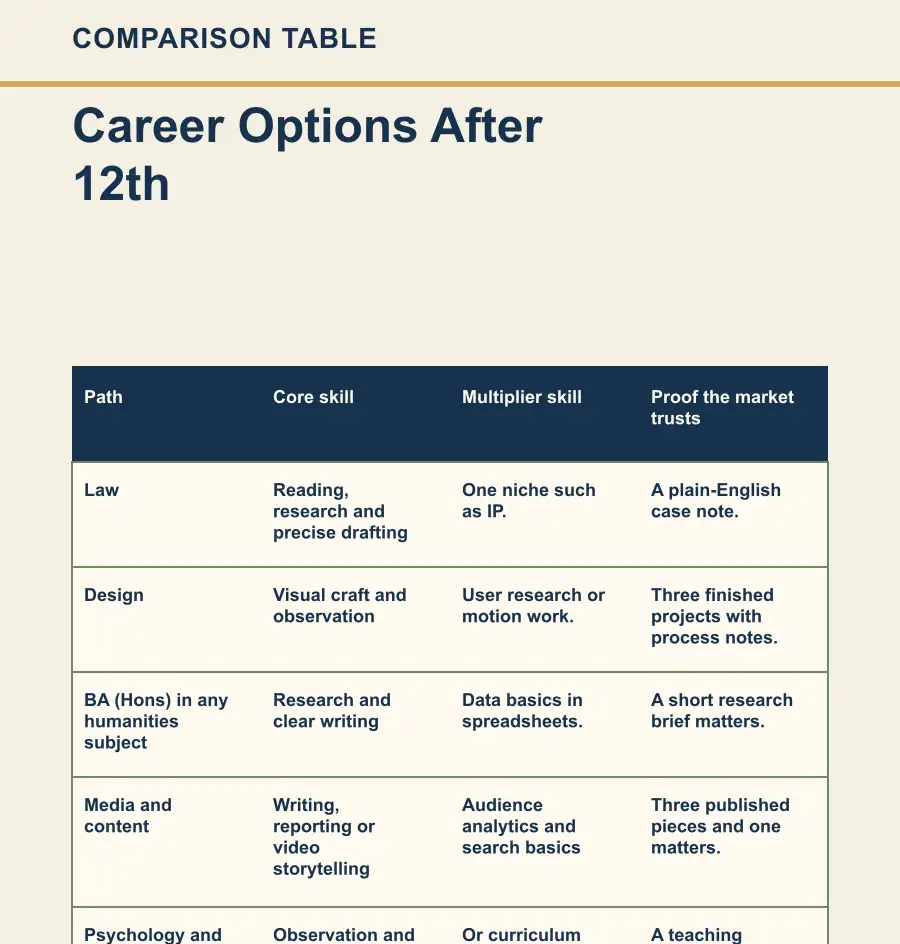 COMPARISON TABLE
Career Options After
12th
Path
Core skill
Multiplier skill
Proof the market
trusts
Law
Reading,
research and
precise drafting
One niche such
as IP.
A plain-English
case note.
Design
Visual craft and
observation
User research or
motion work.
Three finished
projects with
process notes.
BA (Hons) in any
humanities
subject
Research and
clear writing
Data basics in
spreadsheets.
A short research
brief matters.
Media and
content
Writing,
reporting or
video
storytelling
Audience
analytics and
search basics
Three published
pieces and one
matters.
Psychology and
Observation and
Or curriculum
A teaching